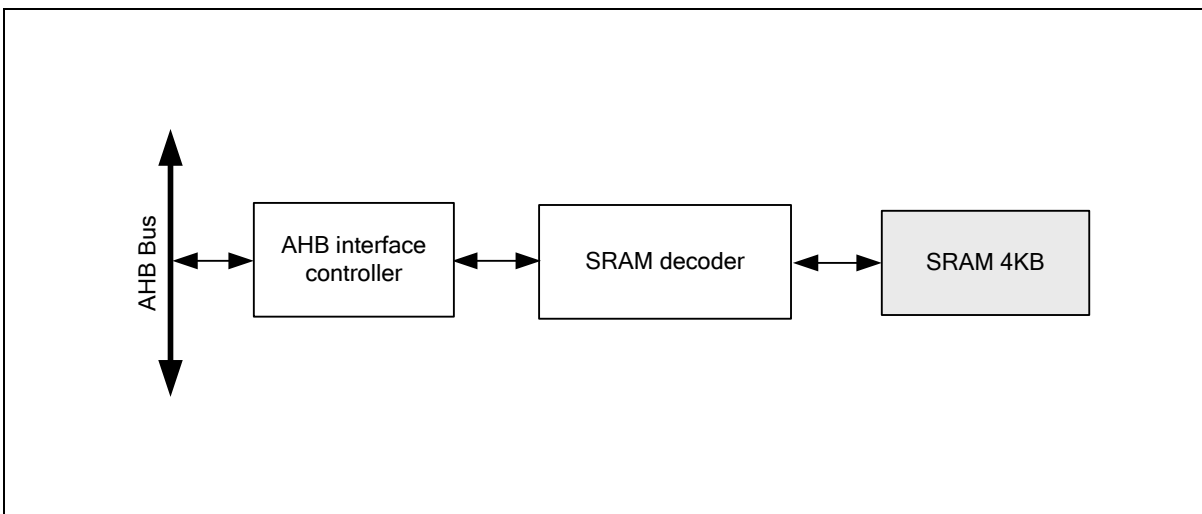 AHB Bus
AHB interface
controller
SRAM decoder
SRAM 4KB